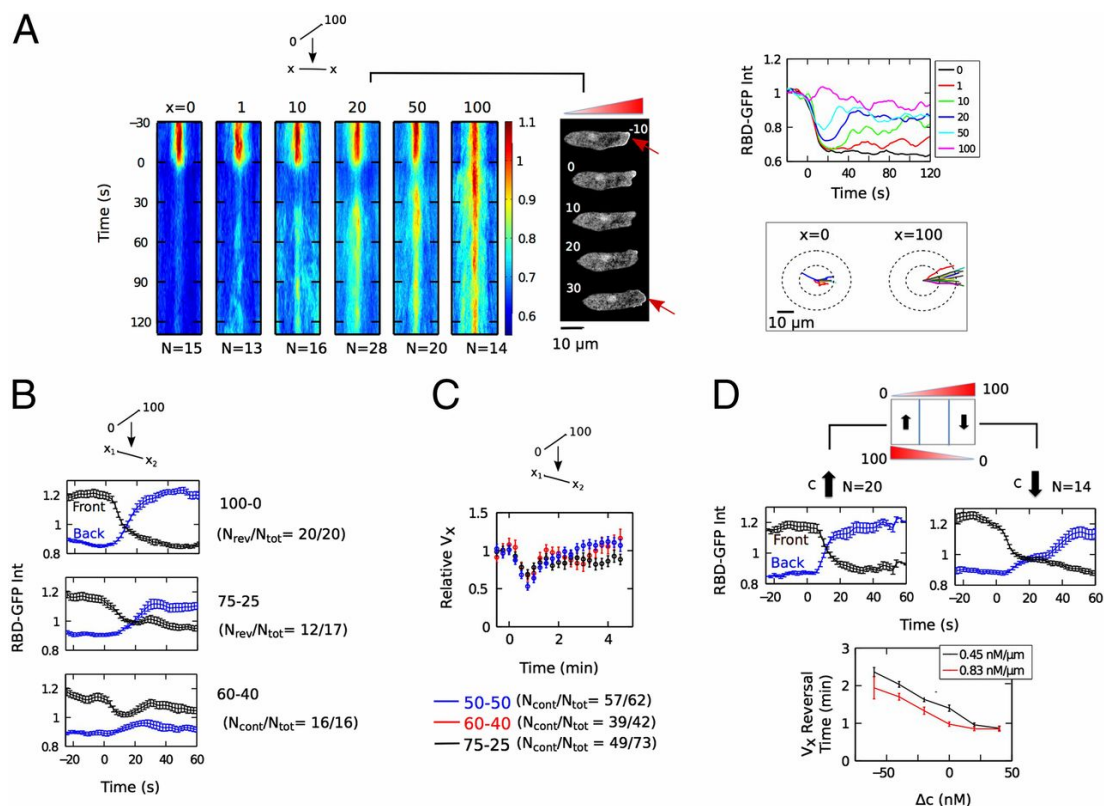 A
0 100
x x
x=0 1 10 20 50 100
−30
0
30
60
90
120
Time (s)
N=15 N=13 N=16 N=28 N=20 N=14
1.1
1
0.9
0.8
0.7
0.6
-10
0
10
20
30
10 µm
RBD-GFP Int
1.0
0.8
0.6
0 40 80 120
Time (s)
0
1
10
20
50
100
x=0 x=100
10 µm
B
0 100
x1 x2
RBD-GFP Int
1.2
1
0.8
Front
Back
100-0
(Nrev/Ntot = 20/20)
1.2
1
0.8
75-25
(Nrev/Ntot= 12/17)
1.2
1
0.8
60-40
(Ncont/Ntot= 16/16)
−20 0 20 40 60
Time (s)
C
0 100
x1 x2
Relative Vx
1.5
1
0.5
0
0 2 4
Time (min)
50-50 (Ncont/Ntot= 57/62)
60-40 (Ncont/Ntot= 39/42)
75-25 (Ncont/Ntot= 49/73)
D
0 100
100 0
C N=20
C N=14
RBD-GFP Int
1.2
1
0.8
Front
Back
−20 0 20 40 60
−20 0 20 40 60
Time (s)
Time (s)
Vx Reversal
Time (min)
3
2
1
0
0.45 nM/µm
0.83 nM/µm
−50 0 50
Δc (nM)